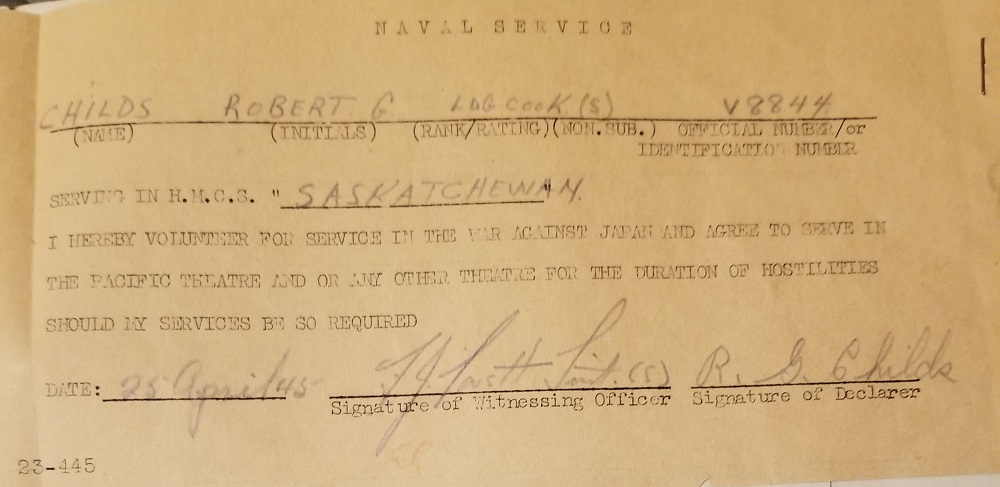 NAVAL SERVICE
CHILDS ROBERT G LDG COOK (S) V8844
(NAME) (INITIALS) (RANK/RATING) (NON.SUB.) OFFICIAL NUMBER/or
IDENTIFICATION NUMBER
SERVING IN H.M.C.S. " SASKATCHEWAN.
I HEREBY VOLUNTEER FOR SERVICE IN THE WAR AGAINST JAPAN AND AGREE TO SERVE IN
THE PACIFIC THEATRE AND OR ANY OTHER THEATRE FOR THE DURATION OF HOSTILITIES
SHOULD MY SERVICES BE SO REQUIRED
DATE: 25 April 45 (S) R. G. Childs
Signature of Witnessing Officer Signature of Declarer
23-445